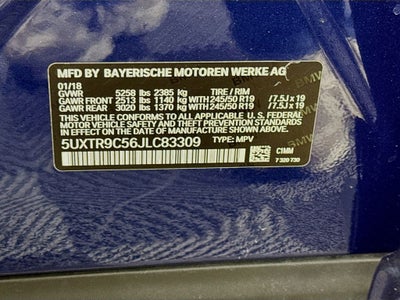 MFD BY BAYERISCHE MOTOREN WERKE AG
01/18
GVWR 5258 lbs 2385 kg TIRE / RIM
GAWR FRONT 2513 lbs 1140 kg WITH 245/50 R19 / 7.5J x 19
GAWR REAR 3020 lbs 1370 kg WITH 245/50 R19 / 7.5J x 19
THIS VEHICLE CONFORMS TO ALL APPLICABLE U. S. FEDERAL
MOTOR VEHICLE SAFETY STANDARDS IN EFFECT ON THE
DATE OF MANUFACTURE SHOWN ABOVE.
5UXTR9C56JLC83309 TYPE: MPV
C1MM
7 320 730